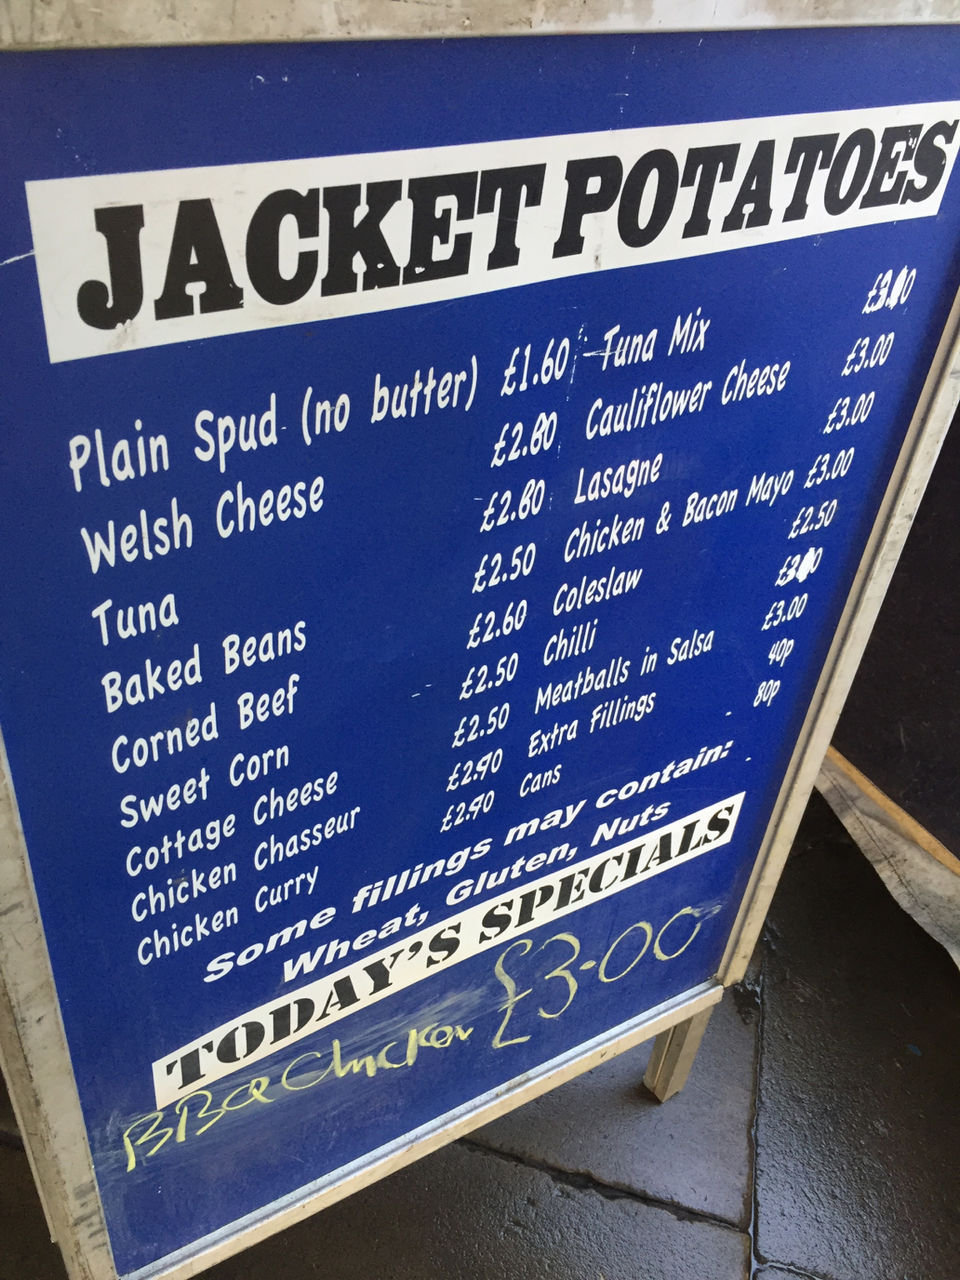 JACKET POTATOES
Plain Spud (no butter) £1.60
Welsh Cheese £2.80
Tuna £2.80
Baked Beans £2.50
Corned Beef £2.60
Sweet Corn £2.50
Cottage Cheese £2.50
Chicken Chasseur £2.90
Chicken Curry £2.90
Tuna Mix
Cauliflower Cheese £3.00
Lasagne £3.00
Chicken & Bacon Mayo £3.00
Coleslaw £2.50
Chilli
Meatballs in Salsa £3.00
Extra Fillings 40p
Cans 80p
Some fillings may contain:
Wheat, Gluten, Nuts
TODAY'S SPECIALS
BBQ Chicken £3.00